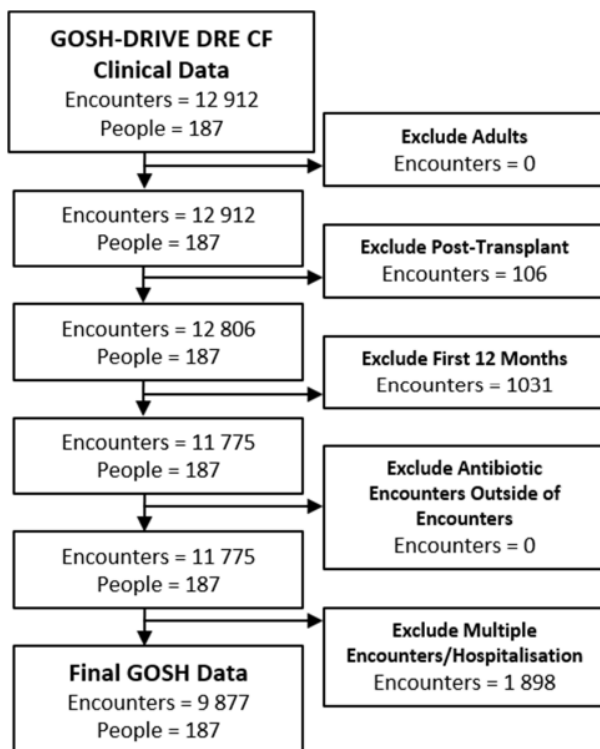 GOSH-DRIVE DRE CF
Clinical Data
Encounters = 12 912
People = 187
Exclude Adults
Encounters = 0
Encounters = 12 912
People = 187
Exclude Post-Transplant
Encounters = 106
Encounters = 12 806
People = 187
Exclude First 12 Months
Encounters = 1031
Encounters = 11 775
People = 187
Exclude Antibiotic
Encounters Outside of
Encounters
Encounters = 0
Encounters = 11 775
People = 187
Exclude Multiple
Encounters/Hospitalisation
Encounters = 1 898
Final GOSH Data
Encounters = 9 877
People = 187